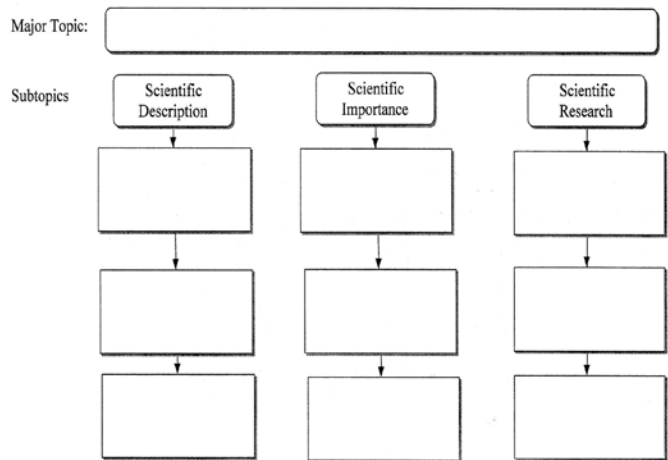 Major Topic:
Subtopics
Scientific
Description
Scientific
Importance
Scientific
Research